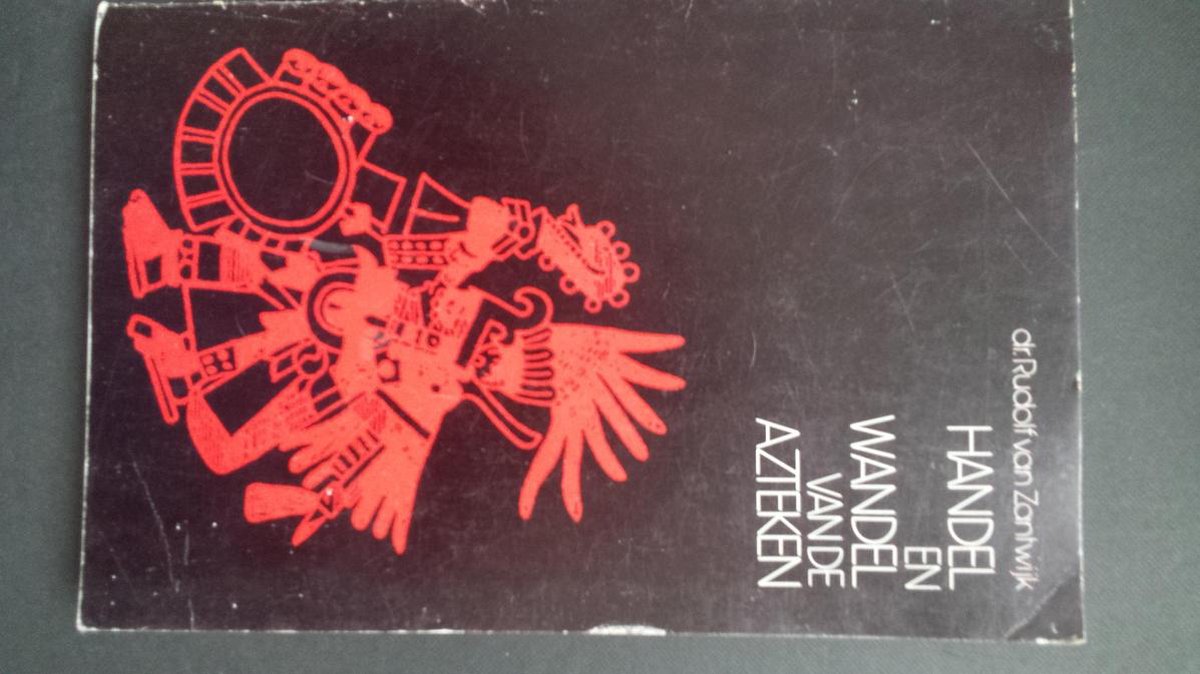 dr. Rudolf van Zantwijk
HANDEL
EN
WANDEL
VAN DE
AZTEKEN